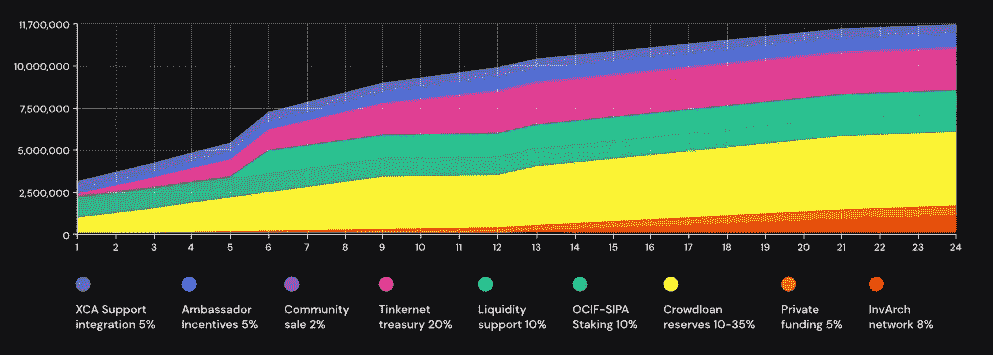 11,700,000
10,000,000
7,500,000
5,000,000
2,500,000
0
1 2 3 4 5 6 7 8 9 10 11 12 13 14 15 16 17 18 19 20 21 22 23 24
XCA Support
integration 5%
Ambassador
Incentives 5%
Community
sale 2%
Tinkernet
treasury 20%
Liquidity
support 10%
OCIF-SIPA
Staking 10%
Crowdloan
reserves 10-35%
Private
funding 5%
InvArch
network 8%